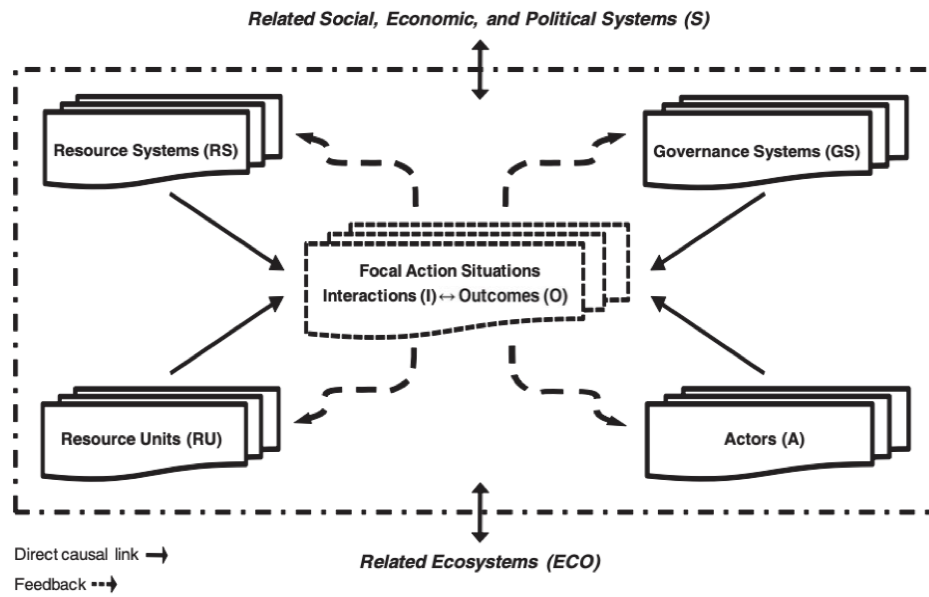 Related Social, Economic, and Political Systems (S)
Resource Systems (RS)
Governance Systems (GS)
Focal Action Situations
Interactions (I) ↔ Outcomes (O)
Resource Units (RU)
Actors (A)
Direct causal link
Related Ecosystems (ECO)
Feedback